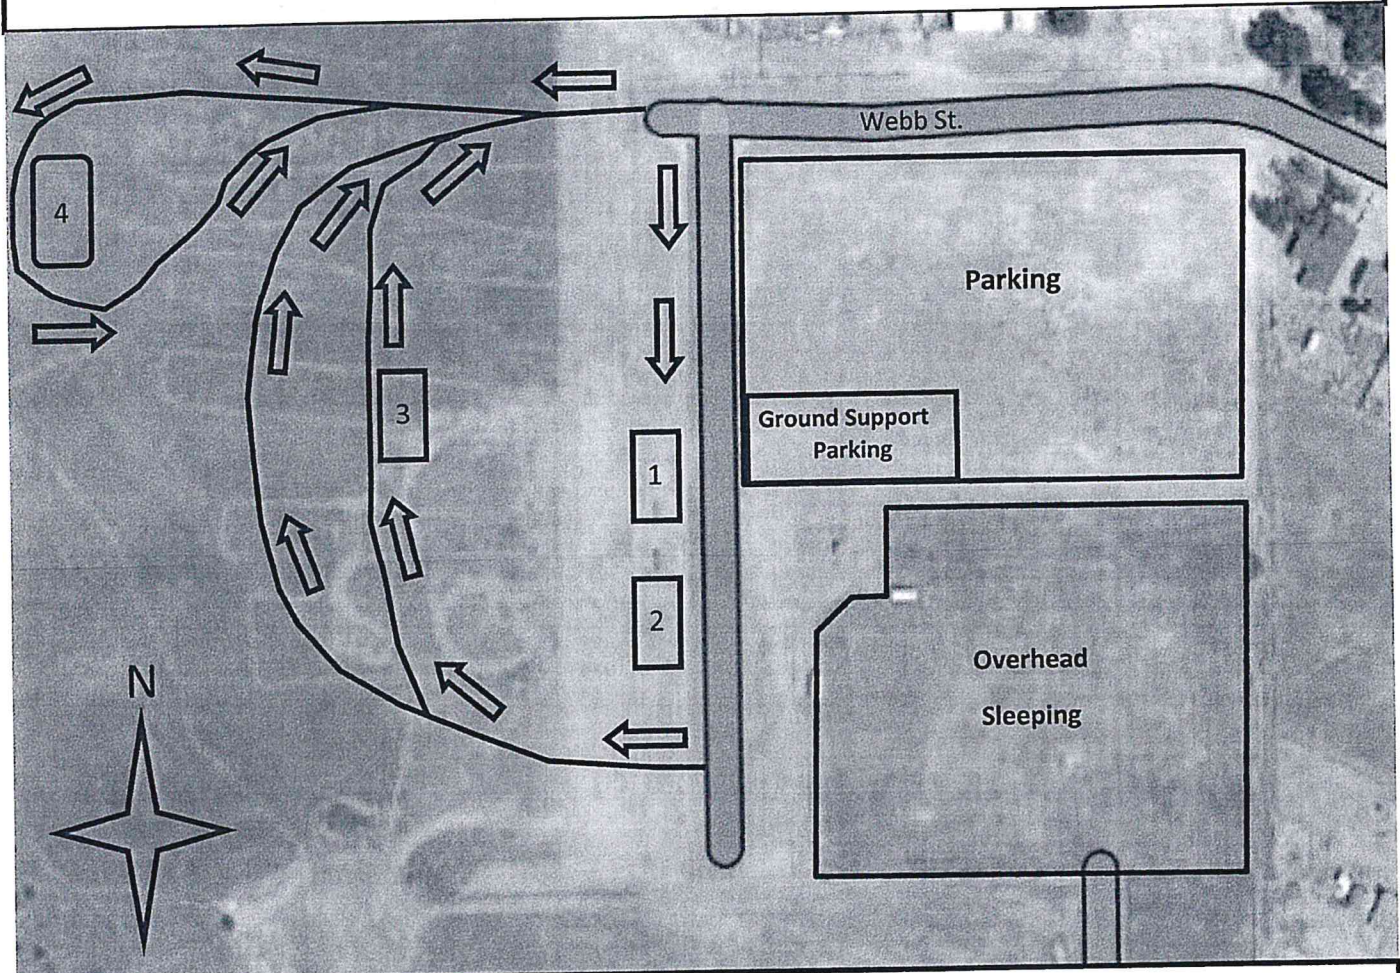 Webb St.
4
Parking
3
Ground Support
Parking
1
2
Overhead
Sleeping
N